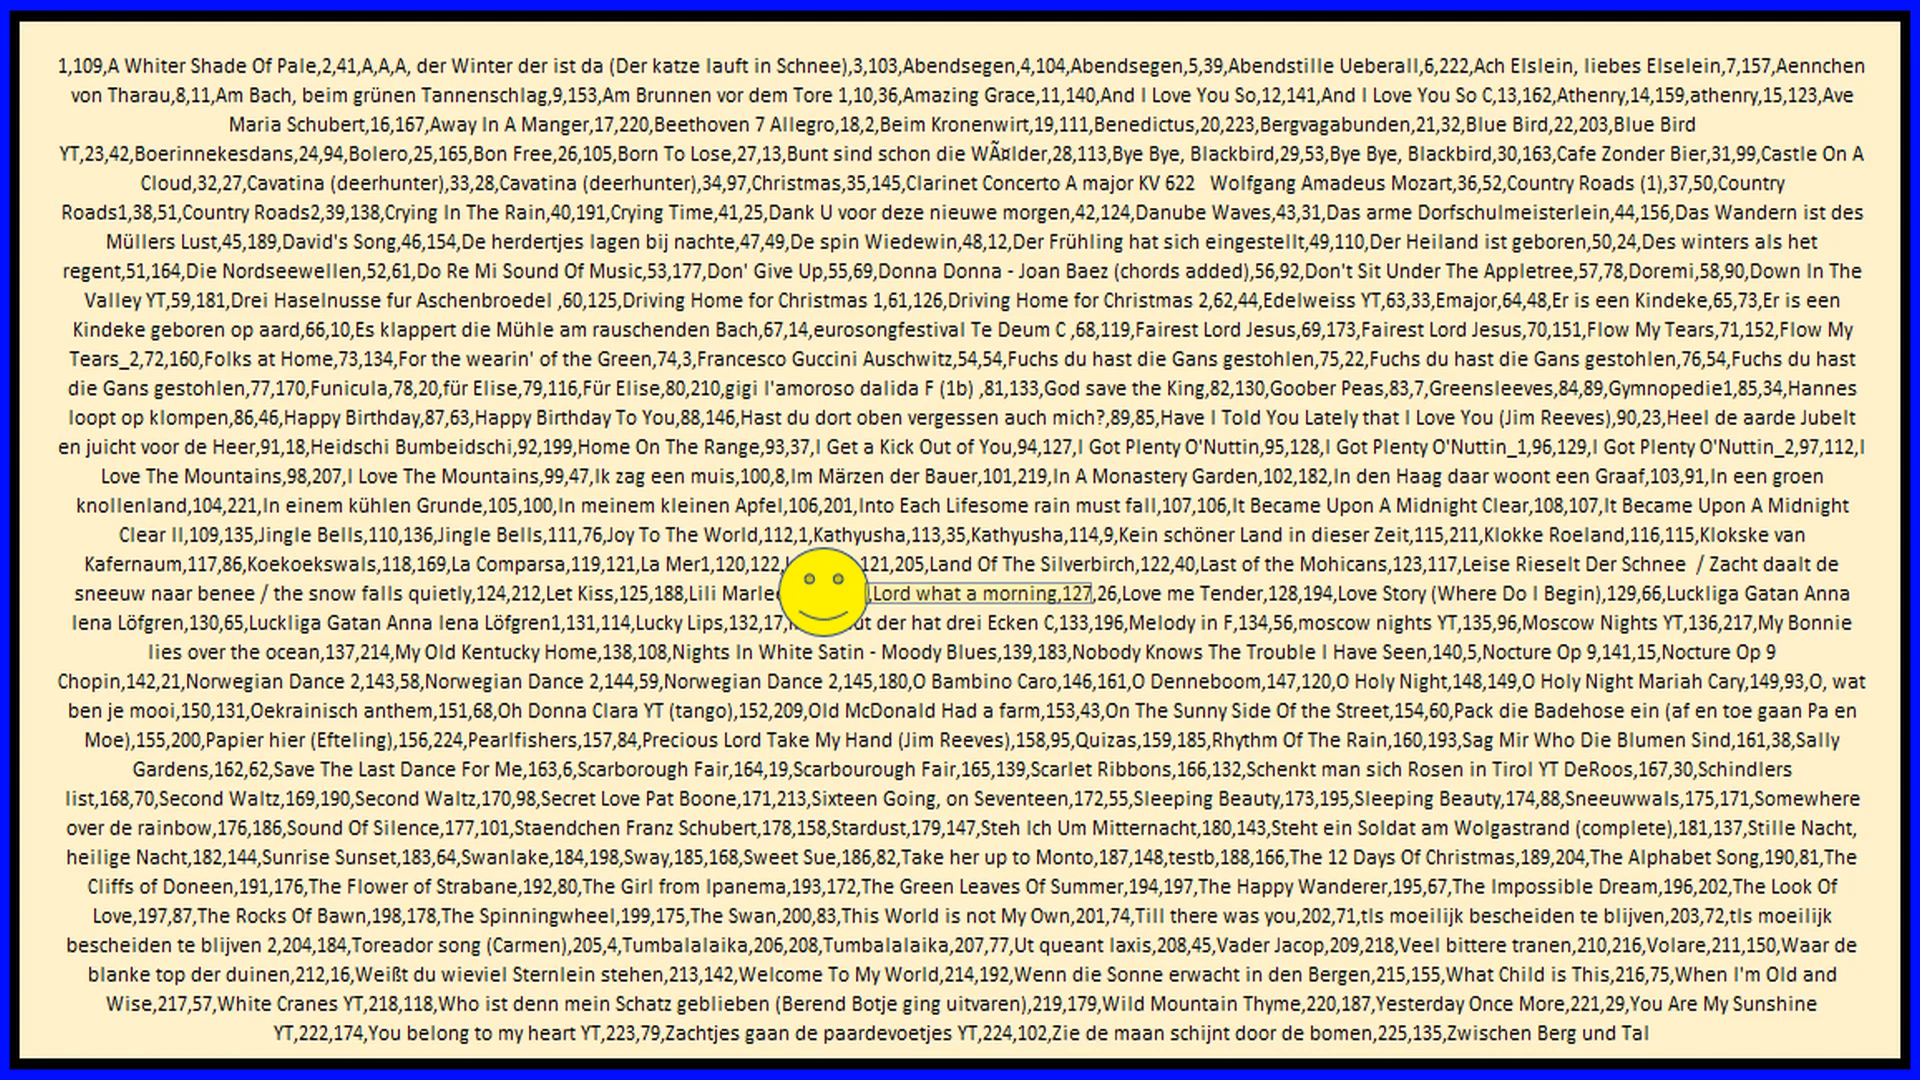 1,109,A Whiter Shade Of Pale,2,41,A,A,A, der Winter der ist da (Der katze lauft in Schnee),3,103,Abendsegen,4,104,Abendsegen,5,39,Abendstille Ueberall,6,222,Ach Elslein, liebes Elselein,7,157,Aennchen
von Tharau,8,11,Am Bach, beim grünen Tannenschlag,9,153,Am Brunnen vor dem Tore 1,10,36,Amazing Grace,11,140,And I Love You So,12,141,And I Love You So C,13,162,Athenry,14,159,athenry,15,123,Ave
Maria Schubert,16,167,Away In A Manger,17,220,Beethoven 7 Allegro,18,2,Beim Kronenwirt,19,111,Benedictus,20,223,Bergvagabunden,21,32,Blue Bird,22,203,Blue Bird
YT,23,42,Boerinnekesdans,24,94,Bolero,25,165,Bon Free,26,105,Born To Lose,27,13,Bunt sind schon die WÃ¤lder,28,113,Bye Bye, Blackbird,29,53,Bye Bye, Blackbird,30,163,Cafe Zonder Bier,31,99,Castle On A
Cloud,32,27,Cavatina (deerhunter),33,28,Cavatina (deerhunter),34,97,Christmas,35,145,Clarinet Concerto A major KV 622   Wolfgang Amadeus Mozart,36,52,Country Roads (1),37,50,Country
Roads1,38,51,Country Roads2,39,138,Crying In The Rain,40,191,Crying Time,41,25,Dank U voor deze nieuwe morgen,42,124,Danube Waves,43,31,Das arme Dorfschulmeisterlein,44,156,Das Wandern ist des
Müllers Lust,45,189,David's Song,46,154,De herdertjes lagen bij nachte,47,49,De spin Wiedewin,48,12,Der Frühling hat sich eingestellt,49,110,Der Heiland ist geboren,50,24,Des winters als het
regent,51,164,Die Nordseewellen,52,61,Do Re Mi Sound Of Music,53,177,Don' Give Up,55,69,Donna Donna - Joan Baez (chords added),56,92,Don't Sit Under The Appletree,57,78,Doremi,58,90,Down In The
Valley YT,59,181,Drei Haselnusse fur Aschenbroedel ,60,125,Driving Home for Christmas 1,61,126,Driving Home for Christmas 2,62,44,Edelweiss YT,63,33,Emajor,64,48,Er is een Kindeke,65,73,Er is een
Kindeke geboren op aard,66,10,Es klappert die Mühle am rauschenden Bach,67,14,eurosongfestival Te Deum C ,68,119,Fairest Lord Jesus,69,173,Fairest Lord Jesus,70,151,Flow My Tears,71,152,Flow My
Tears_2,72,160,Folks at Home,73,134,For the wearin' of the Green,74,3,Francesco Guccini Auschwitz,54,54,Fuchs du hast die Gans gestohlen,75,22,Fuchs du hast die Gans gestohlen,76,54,Fuchs du hast
die Gans gestohlen,77,170,Funicula,78,20,für Elise,79,116,Für Elise,80,210,gigi l'amoroso dalida F (1b) ,81,133,God save the King,82,130,Goober Peas,83,7,Greensleeves,84,89,Gymnopedie1,85,34,Hannes
loopt op klompen,86,46,Happy Birthday,87,63,Happy Birthday To You,88,146,Hast du dort oben vergessen auch mich?,89,85,Have I Told You Lately that I Love You (Jim Reeves),90,23,Heel de aarde Jubelt
en juicht voor de Heer,91,18,Heidschi Bumbeidschi,92,199,Home On The Range,93,37,I Get a Kick Out of You,94,127,I Got Plenty O'Nuttin,95,128,I Got Plenty O'Nuttin_1,96,129,I Got Plenty O'Nuttin_2,97,112,I
Love The Mountains,98,207,I Love The Mountains,99,47,Ik zag een muis,100,8,Im Märzen der Bauer,101,219,In A Monastery Garden,102,182,In den Haag daar woont een Graaf,103,91,In een groen
knollenland,104,221,In einem kühlen Grunde,105,100,In meinem kleinen Apfel,106,201,Into Each Lifesome rain must fall,107,106,It Became Upon A Midnight Clear,108,107,It Became Upon A Midnight
Clear II,109,135,Jingle Bells,110,136,Jingle Bells,111,76,Joy To The World,112,1,Kathyusha,113,35,Kathyusha,114,9,Kein schöner Land in dieser Zeit,115,211,Klokke Roeland,116,115,Klokske van
Kafernaum,117,86,Koekoekswals,118,169,La Comparsa,119,121,La Mer1,120,122, 121,205,Land Of The Silverbirch,122,40,Last of the Mohicans,123,117,Leise Rieselt Der Schnee  / Zacht daalt de
sneeuw naar benee / the snow falls quietly,124,212,Let Kiss,125,188,Lili ,Lord what a morning,127,26,Love me Tender,128,194,Love Story (Where Do I Begin),129,66,Luckliga Gatan Anna
lena Löfgren,130,65,Luckliga Gatan Anna lena Löfgren1,131,114,Lucky Lips,132,17, der hat drei Ecken C,133,196,Melody in F,134,56,moscow nights YT,135,96,Moscow Nights YT,136,217,My Bonnie
lies over the ocean,137,214,My Old Kentucky Home,138,108,Nights In White Satin - Moody Blues,139,183,Nobody Knows The Trouble I Have Seen,140,5,Nocture Op 9,141,15,Nocture Op 9
Chopin,142,21,Norwegian Dance 2,143,58,Norwegian Dance 2,144,59,Norwegian Dance 2,145,180,O Bambino Caro,146,161,O Denneboom,147,120,O Holy Night,148,149,O Holy Night Mariah Cary,149,93,O, wat
ben je mooi,150,131,Oekrainisch anthem,151,68,Oh Donna Clara YT (tango),152,209,Old McDonald Had a farm,153,43,On The Sunny Side Of the Street,154,60,Pack die Badehose ein (af en toe gaan Pa en
Moe),155,200,Papier hier (Efteling),156,224,Pearlfishers,157,84,Precious Lord Take My Hand (Jim Reeves),158,95,Quizas,159,185,Rhythm Of The Rain,160,193,Sag Mir Who Die Blumen Sind,161,38,Sally
Gardens,162,62,Save The Last Dance For Me,163,6,Scarborough Fair,164,19,Scarbourough Fair,165,139,Scarlet Ribbons,166,132,Schenkt man sich Rosen in Tirol YT DeRoos,167,30,Schindlers
list,168,70,Second Waltz,169,190,Second Waltz,170,98,Secret Love Pat Boone,171,213,Sixteen Going, on Seventeen,172,55,Sleeping Beauty,173,195,Sleeping Beauty,174,88,Sneeuwwals,175,171,Somewhere
over de rainbow,176,186,Sound Of Silence,177,101,Staendchen Franz Schubert,178,158,Stardust,179,147,Steh Ich Um Mitternacht,180,143,Steht ein Soldat am Wolgastrand (complete),181,137,Stille Nacht,
heilige Nacht,182,144,Sunrise Sunset,183,64,Swanlake,184,198,Sway,185,168,Sweet Sue,186,82,Take her up to Monto,187,148,testb,188,166,The 12 Days Of Christmas,189,204,The Alphabet Song,190,81,The
Cliffs of Doneen,191,176,The Flower of Strabane,192,80,The Girl from Ipanema,193,172,The Green Leaves Of Summer,194,197,The Happy Wanderer,195,67,The Impossible Dream,196,202,The Look Of
Love,197,87,The Rocks Of Bawn,198,178,The Spinningwheel,199,175,The Swan,200,83,This World is not My Own,201,74,Till there was you,202,71,tIs moeilijk bescheiden te blijven,203,72,tIs moeilijk
bescheiden te blijven 2,204,184,Toreador song (Carmen),205,4,Tumbalalaika,206,208,Tumbalalaika,207,77,Ut queant laxis,208,45,Vader Jacop,209,218,Veel bittere tranen,210,216,Volare,211,150,Waar de
blanke top der duinen,212,16,Weißt du wieviel Sternlein stehen,213,142,Welcome To My World,214,192,Wenn die Sonne erwacht in den Bergen,215,155,What Child is This,216,75,When I'm Old and
Wise,217,57,White Cranes YT,218,118,Who ist denn mein Schatz geblieben (Berend Botje ging uitvaren),219,179,Wild Mountain Thyme,220,187,Yesterday Once More,221,29,You Are My Sunshine
YT,222,174,You belong to my heart YT,223,79,Zachtjes gaan de paardevoetjes YT,224,102,Zie de maan schijnt door de bomen,225,135,Zwischen Berg und Tal